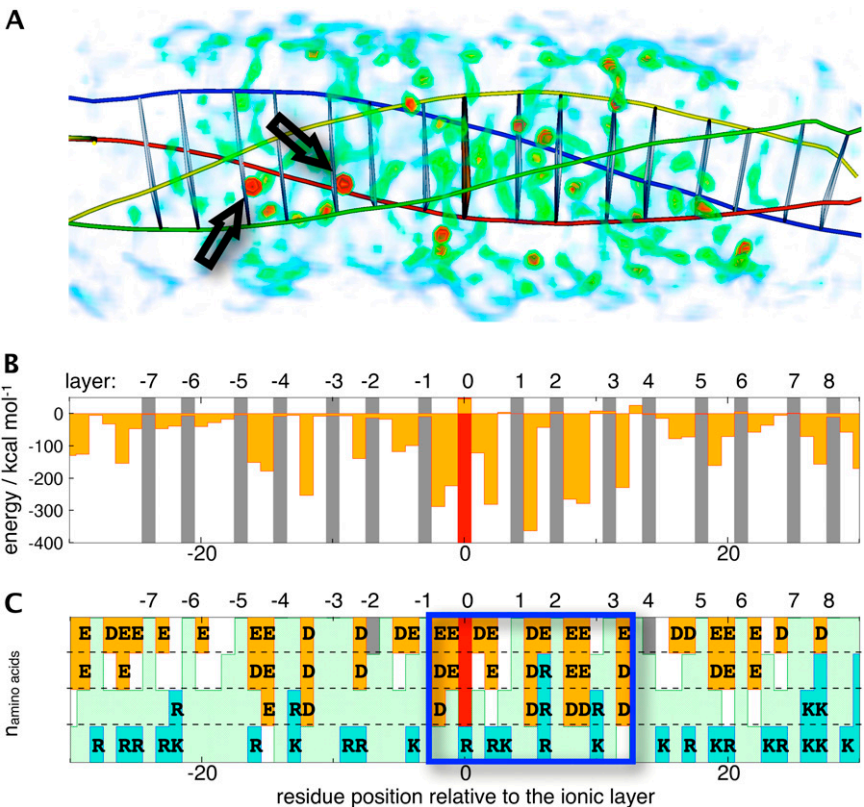 A
B
layer: -7 -6 -5 -4 -3 -2 -1 0 1 2 3 4 5 6 7 8
energy / kcal mol-1
0
-100
-200
-300
-400
-20 0 20
C
-7 -6 -5 -4 -3 -2 -1 0 1 2 3 4 5 6 7 8
namino acids
E DEE E E EE D D DE EE DE DE EE E DD EE E D D
E E DE D D DE E DR EE D DE E
R E RD D D DDR D KK
R RR RK R K RR K R RK R K K K RR KR KK K
-20 0 20
residue position relative to the ionic layer